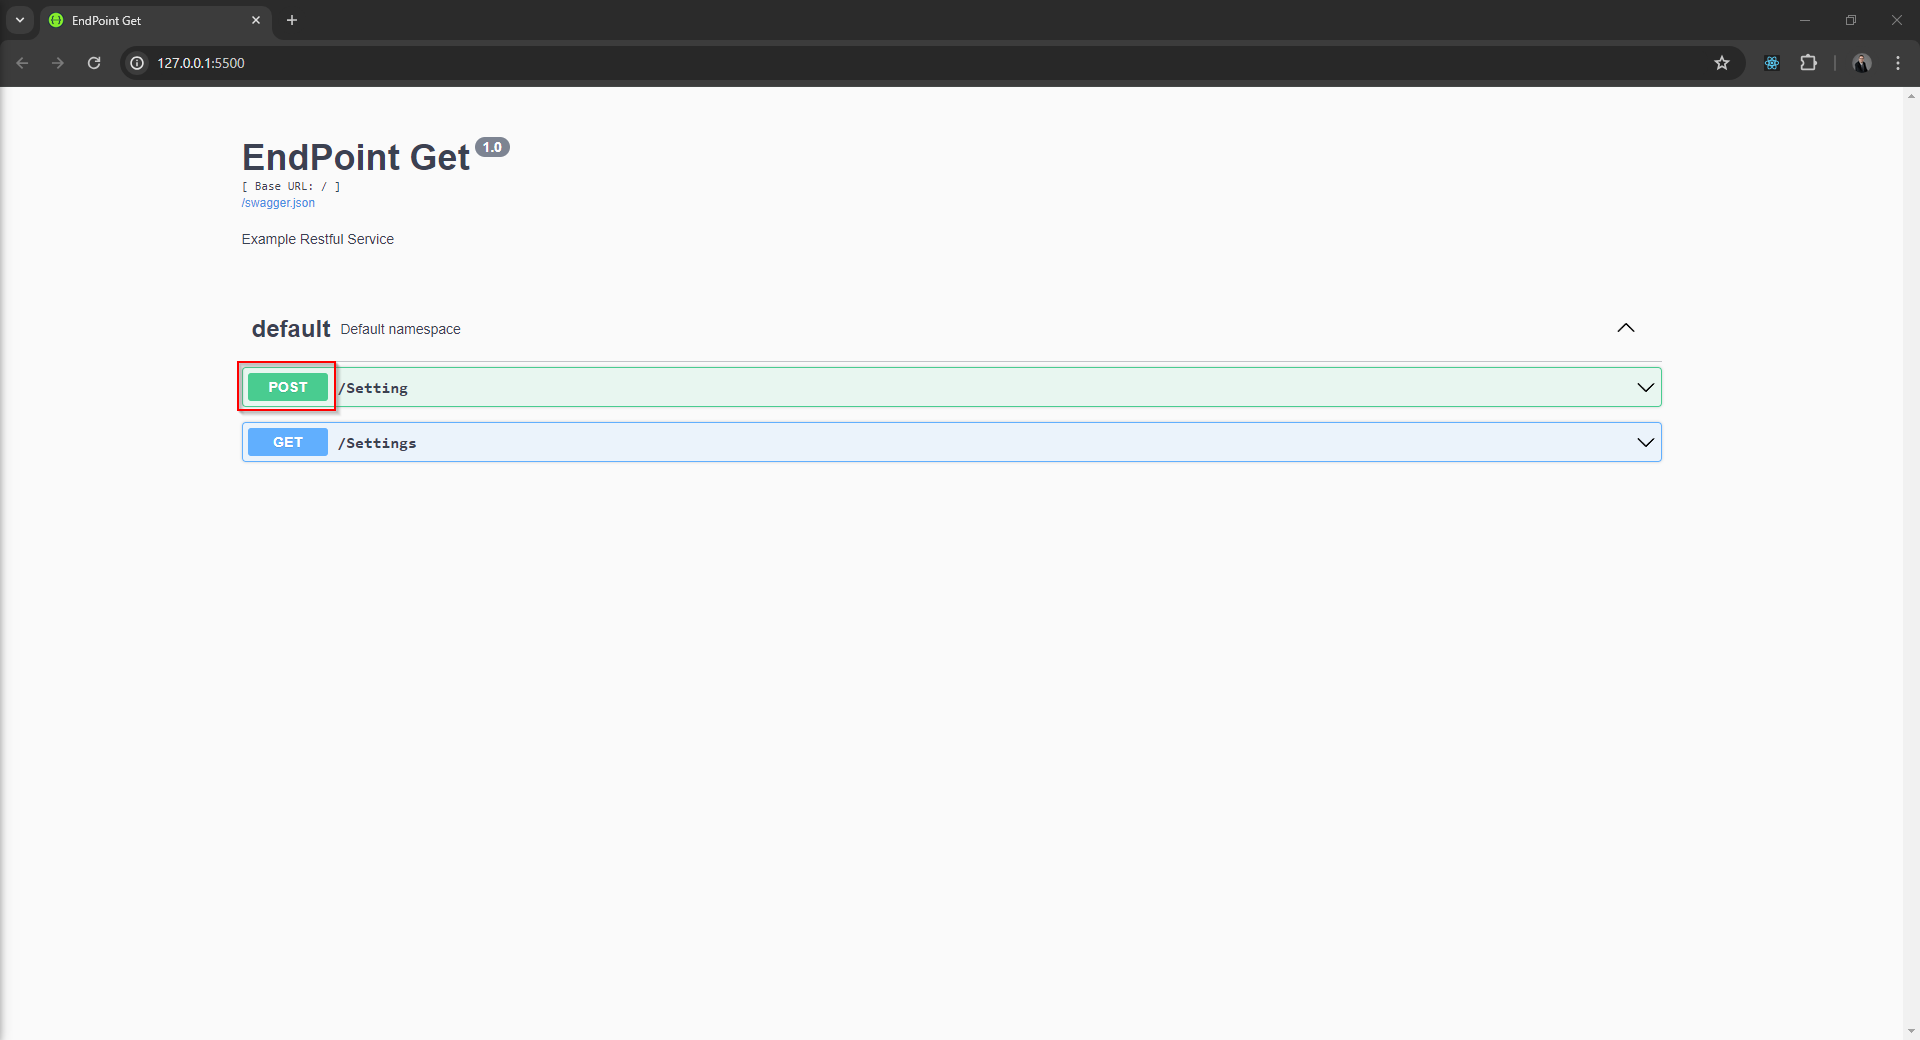 EndPoint Get
127.0.0.1:5500
EndPoint Get 1.0
[ Base URL: / ]
/swagger.json
Example Restful Service
default Default namespace
POST /Setting
GET /Settings